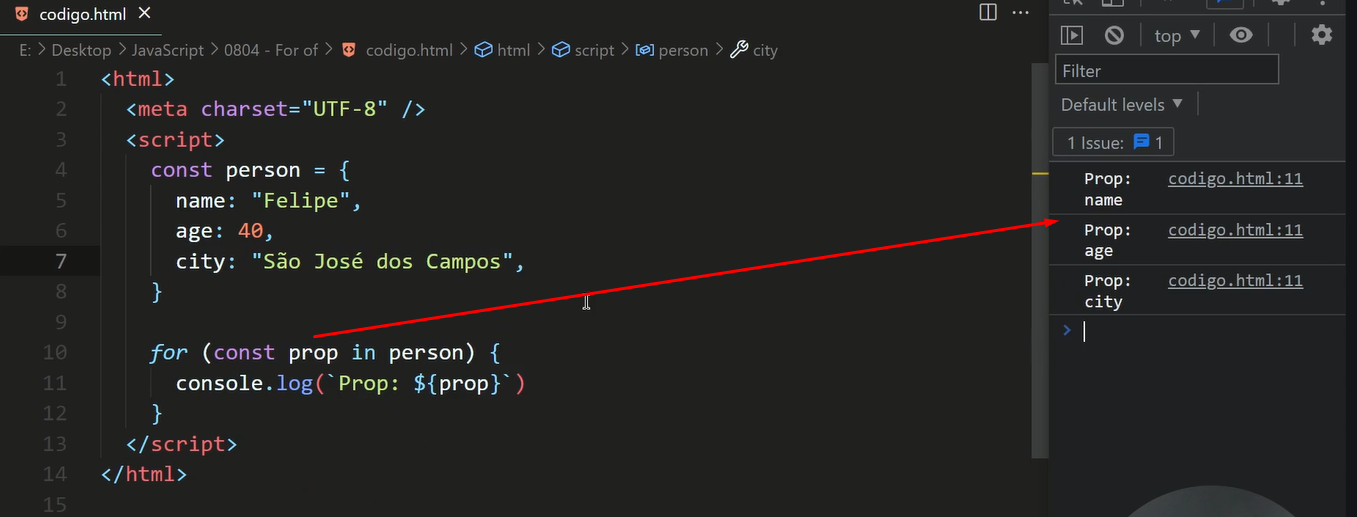 codigo.html ×
E: > Desktop > JavaScript > 0804 - For of > codigo.html > html > script > person > city
1 <html>
2 <meta charset="UTF-8" />
3 <script>
4 const person = {
5 name: "Felipe",
6 age: 40,
7 city: "São José dos Campos",
8 }
9
10 for (const prop in person) {
11 console.log(`Prop: ${prop}`)
12 }
13 </script>
14 </html>
15
top ▼
Filter
Default levels ▼
1 Issue: 1
Prop: codigo.html:11
name
Prop: codigo.html:11
age
Prop: codigo.html:11
city
>